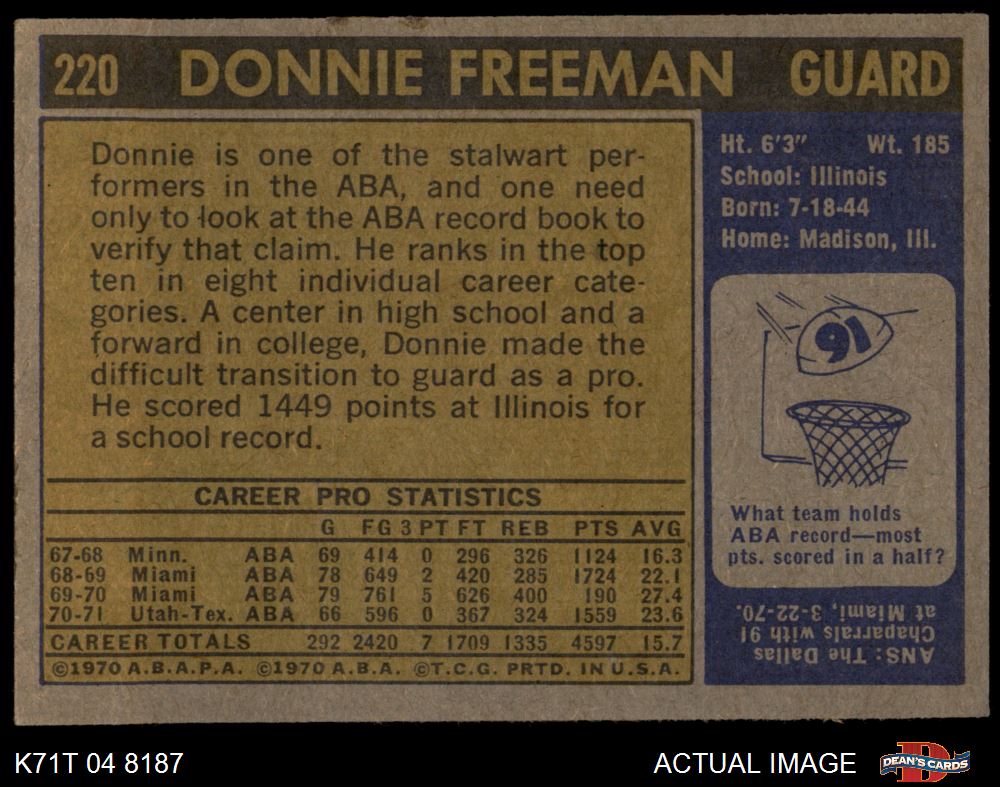 220 DONNIE FREEMAN GUARD
Donnie is one of the stalwart per-
formers in the ABA, and one need
only to look at the ABA record book to
verify that claim. He ranks in the top
ten in eight individual career cate-
gories. A center in high school and a
forward in college, Donnie made the
difficult transition to guard as a pro.
He scored 1449 points at Illinois for
a school record.
CAREER PRO STATISTICS
G FG 3 PT FT REB PTS AVG
67-68 Minn. ABA 69 414 0 296 326 1124 16.3
68-69 Miami ABA 78 649 2 420 285 1724 22.1
69-70 Miami ABA 79 761 5 626 400 190 27.4
70-71 Utah-Tex. ABA 66 596 0 367 324 1559 23.6
CAREER TOTALS 292 2420 7 1709 1335 4597 15.7
©1970 A.B.A.P.A. ©1970 A.B.A. ©T.C.G. PRTD. IN U.S.A.
Ht. 6'3" Wt. 185
School: Illinois
Born: 7-18-44
Home: Madison, Ill.
91
What team holds
ABA record—most
pts. scored in a half?
ANS: The Dallas
Chaparrals with 91
at Miami, 3-22-70.
K71T 04 8187
ACTUAL IMAGE
D
DEAN'S CARDS